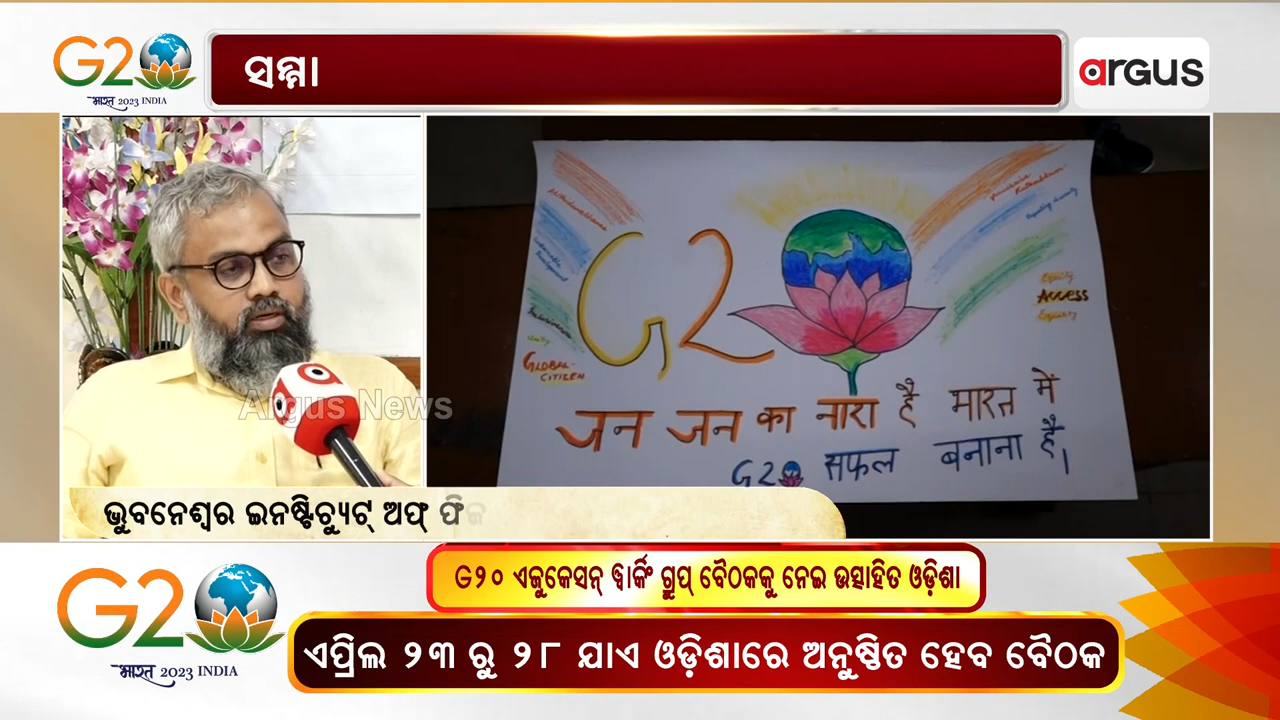 G20
भारत 2023 INDIA
ସମ୍ମା
argus
Argus News
G20
GLOBAL
CITIZEN
Equity
ACCESS
जन जन का नारा है भारत में
G20 सफल बनाना है।
ଭୁବନେଶ୍ୱର ଇନଷ୍ଟିଚ୍ୟୁଟ୍ ଅଫ୍ ଫିଜ
G20
भारत 2023 INDIA
G୨୦ ଏଜୁକେସନ୍ ୱାର୍କିଂ ଗ୍ରୁପ୍ ବୈଠକକୁ ନେଇ ଉତ୍ସାହିତ ଓଡ଼ିଶା
ଏପ୍ରିଲ ୨୩ ରୁ ୨୮ ଯାଏ ଓଡ଼ିଶାରେ ଅନୁଷ୍ଠିତ ହେବ ବୈଠକ